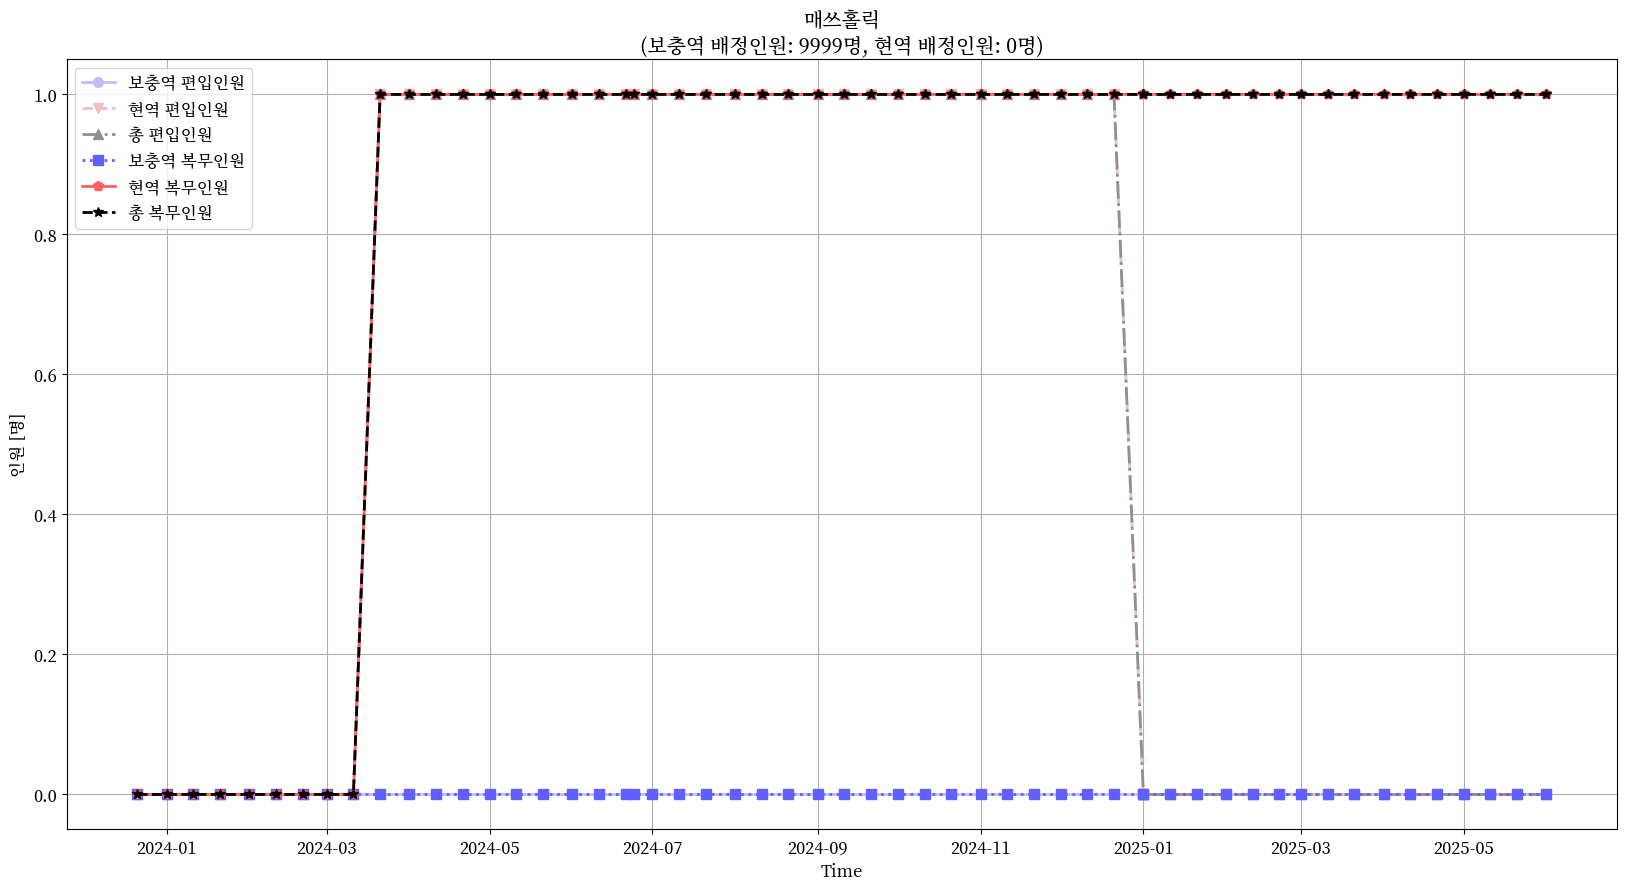 매쓰홀릭
(보충역 배정인원: 9999명, 현역 배정인원: 0명)
보충역 편입인원
현역 편입인원
총 편입인원
보충역 복무인원
현역 복무인원
총 복무인원
인원 [명]
1.0
0.8
0.6
0.4
0.2
0.0
2024-01 2024-03 2024-05 2024-07 2024-09 2024-11 2025-01 2025-03 2025-05
Time